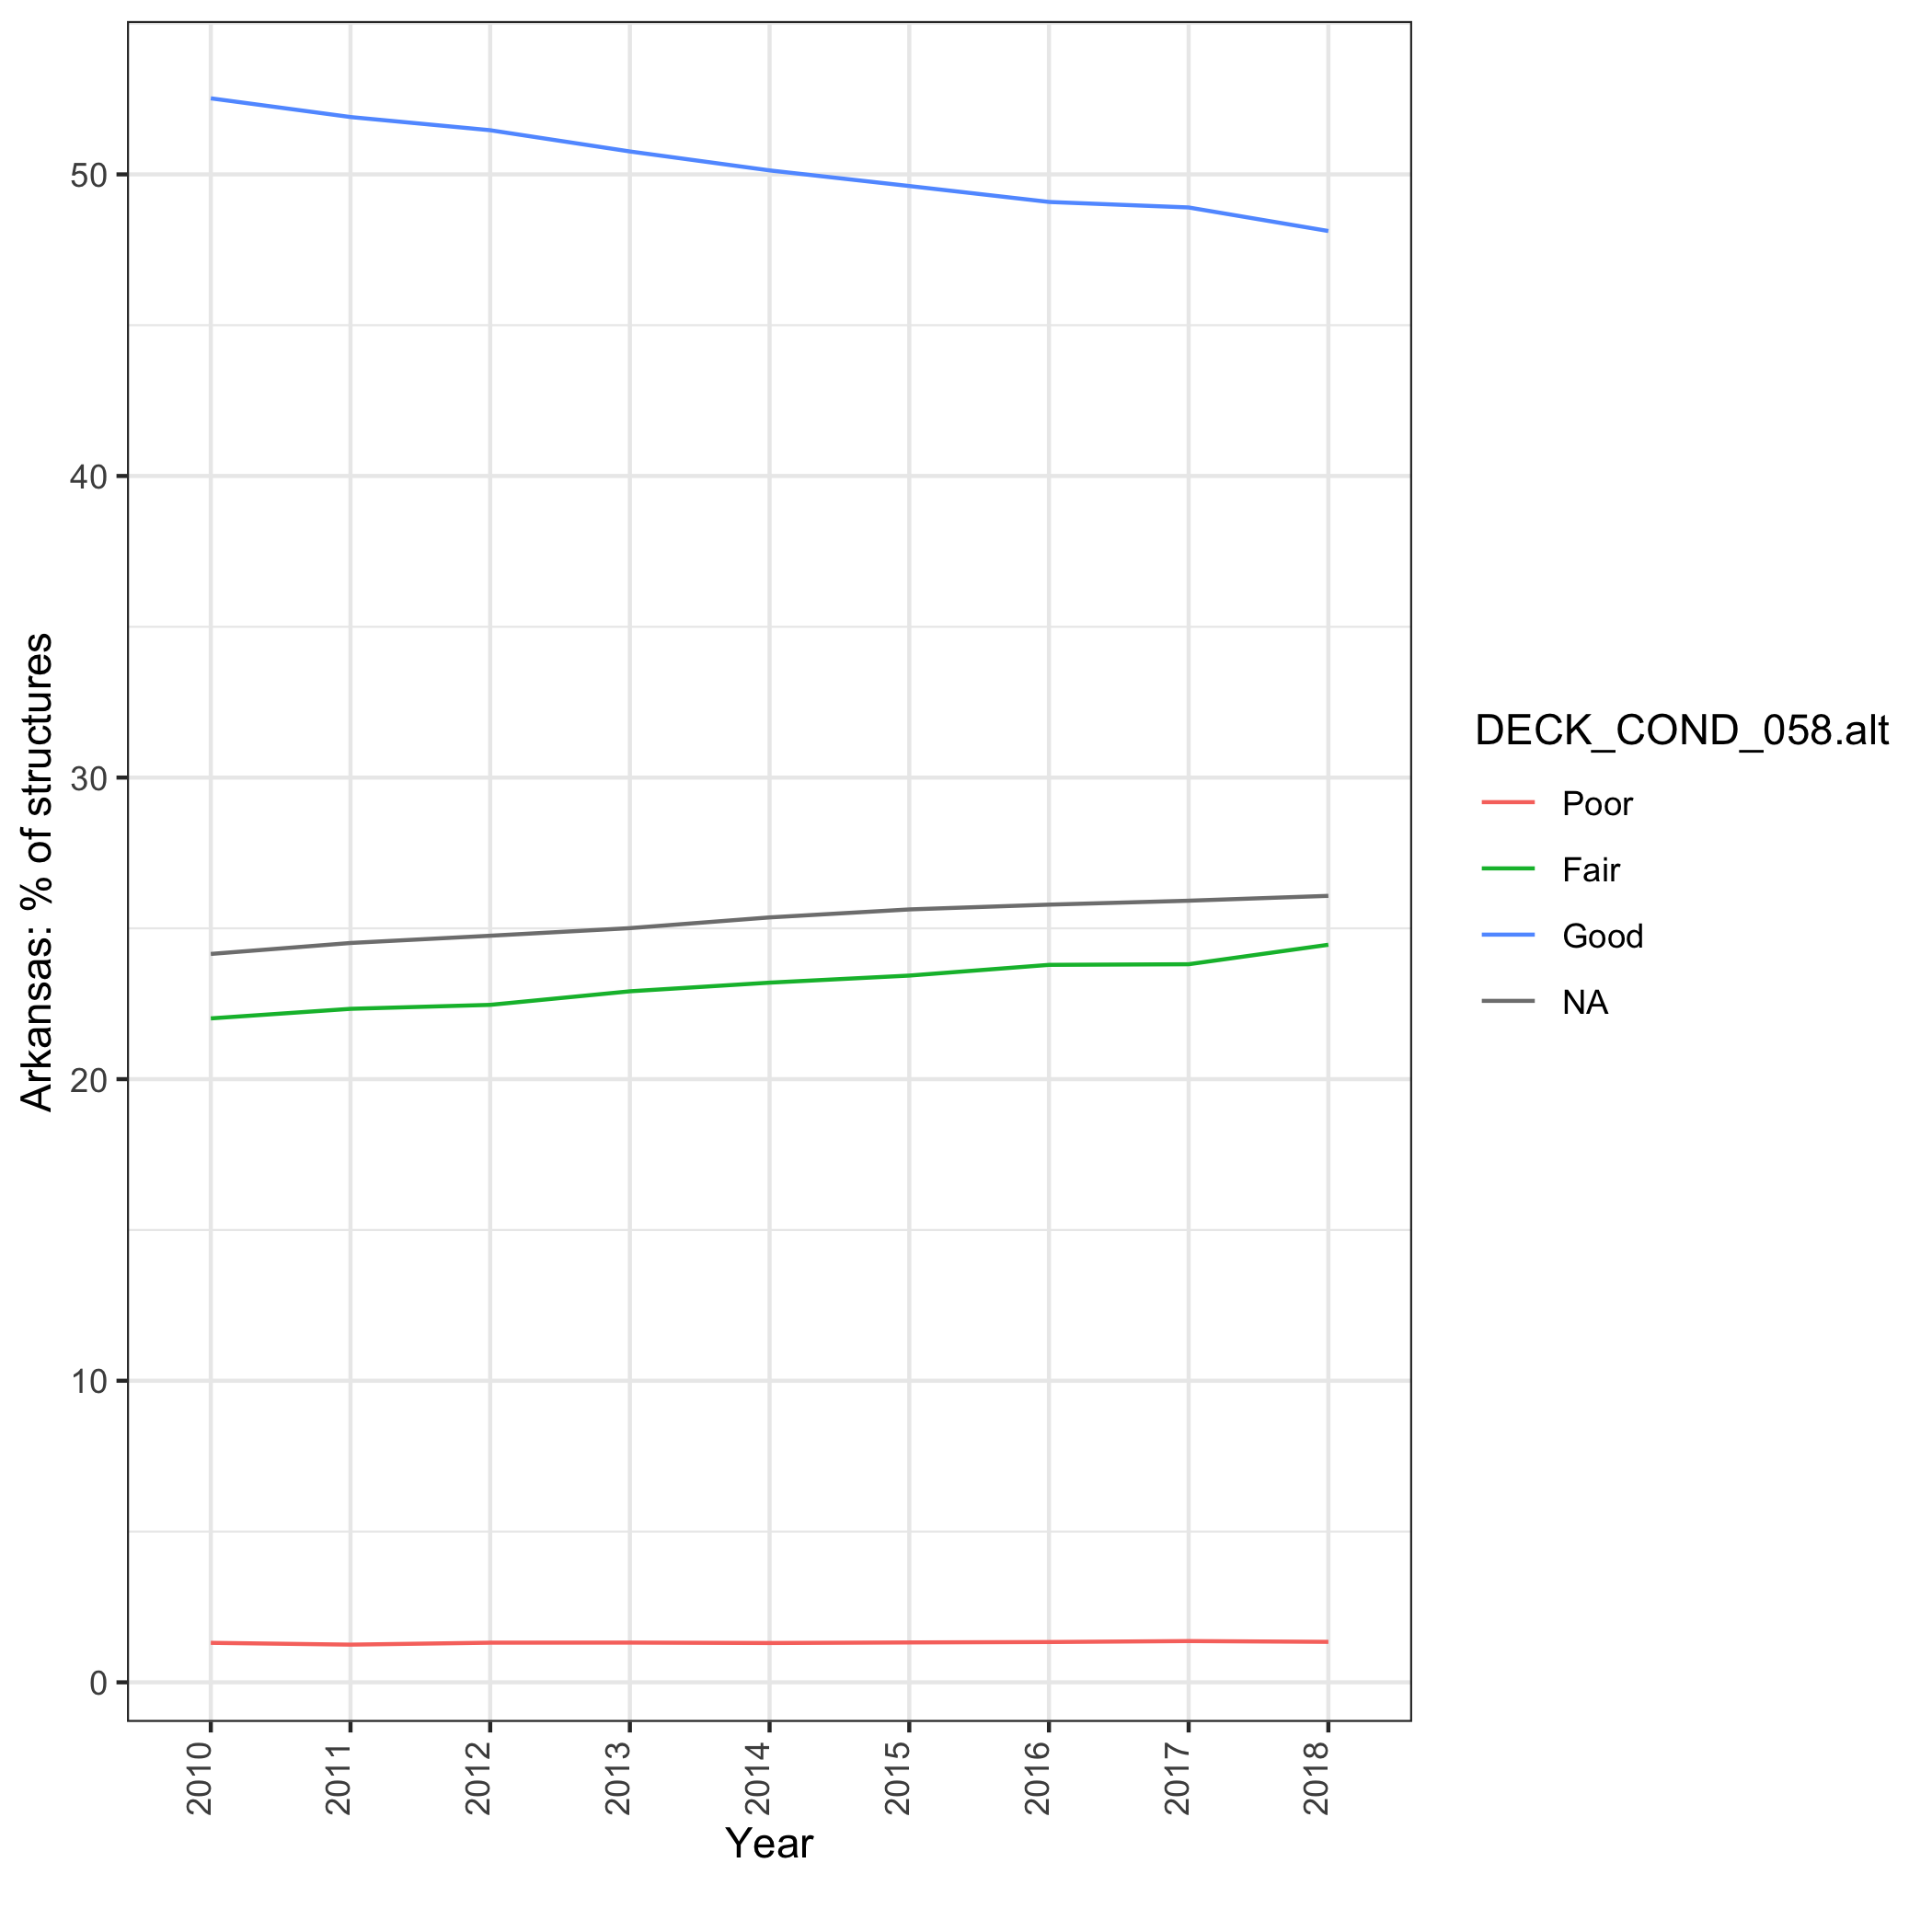 Arkansas: % of structures
50
40
30
20
10
0
2010
2011
2012
2013
2014
2015
2016
2017
2018
Year
DECK_COND_058.alt
Poor
Fair
Good
NA